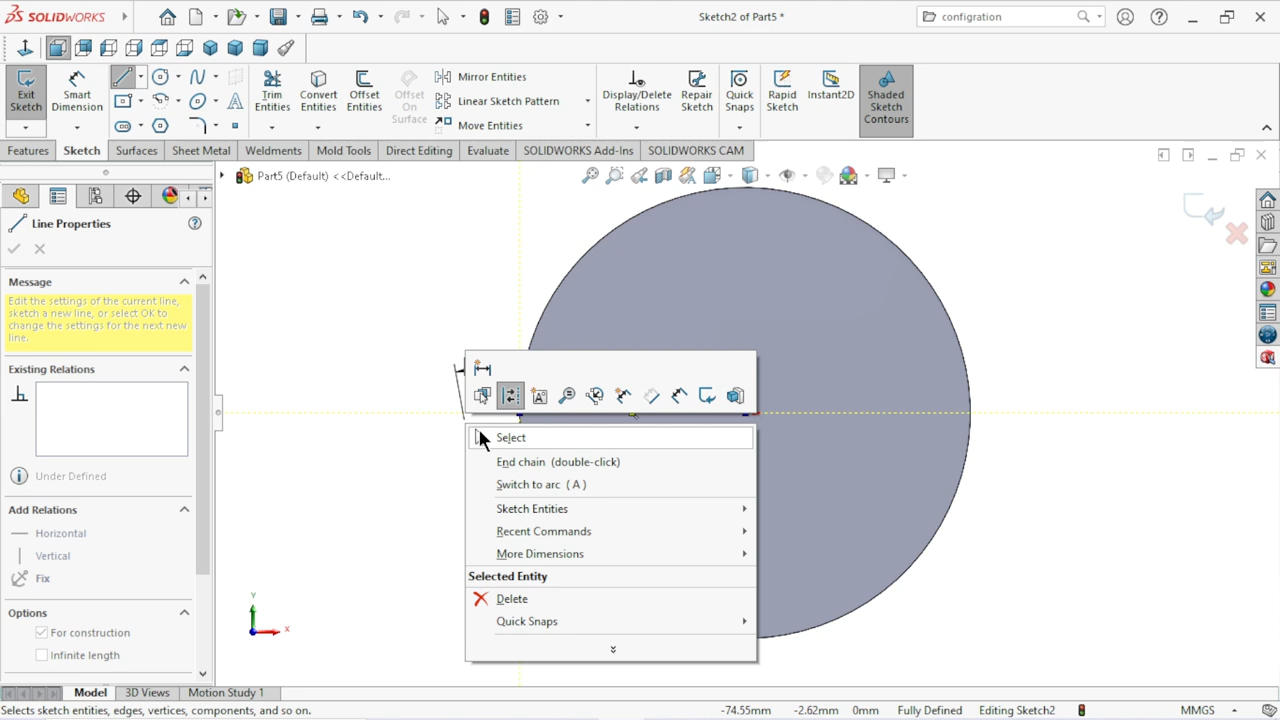 SOLIDWORKS
Sketch2 of Part5 *
configration
Exit Sketch
Smart Dimension
Trim Entities
Convert Entities
Offset Entities
Offset On Surface
Mirror Entities
Linear Sketch Pattern
Move Entities
Display/Delete Relations
Repair Sketch
Quick Snaps
Rapid Sketch
Instant2D
Shaded Sketch Contours
Features
Sketch
Surfaces
Sheet Metal
Weldments
Mold Tools
Direct Editing
Evaluate
SOLIDWORKS Add-Ins
SOLIDWORKS CAM
Part5 (Default) <<Default...
Line Properties
Message
Edit the settings of the current line,
sketch a new line, or select OK to
change the settings for the next new
line.
Existing Relations
Under Defined
Add Relations
Horizontal
Vertical
Fix
Options
For construction
Infinite length
Select
End chain (double-click)
Switch to arc (A)
Sketch Entities
Recent Commands
More Dimensions
Selected Entity
Delete
Quick Snaps
Y
X
Model
3D Views
Motion Study 1
Selects sketch entities, edges, vertices, components, and so on.
-74.55mm
-2.62mm
0mm
Fully Defined
Editing Sketch2
MMGS